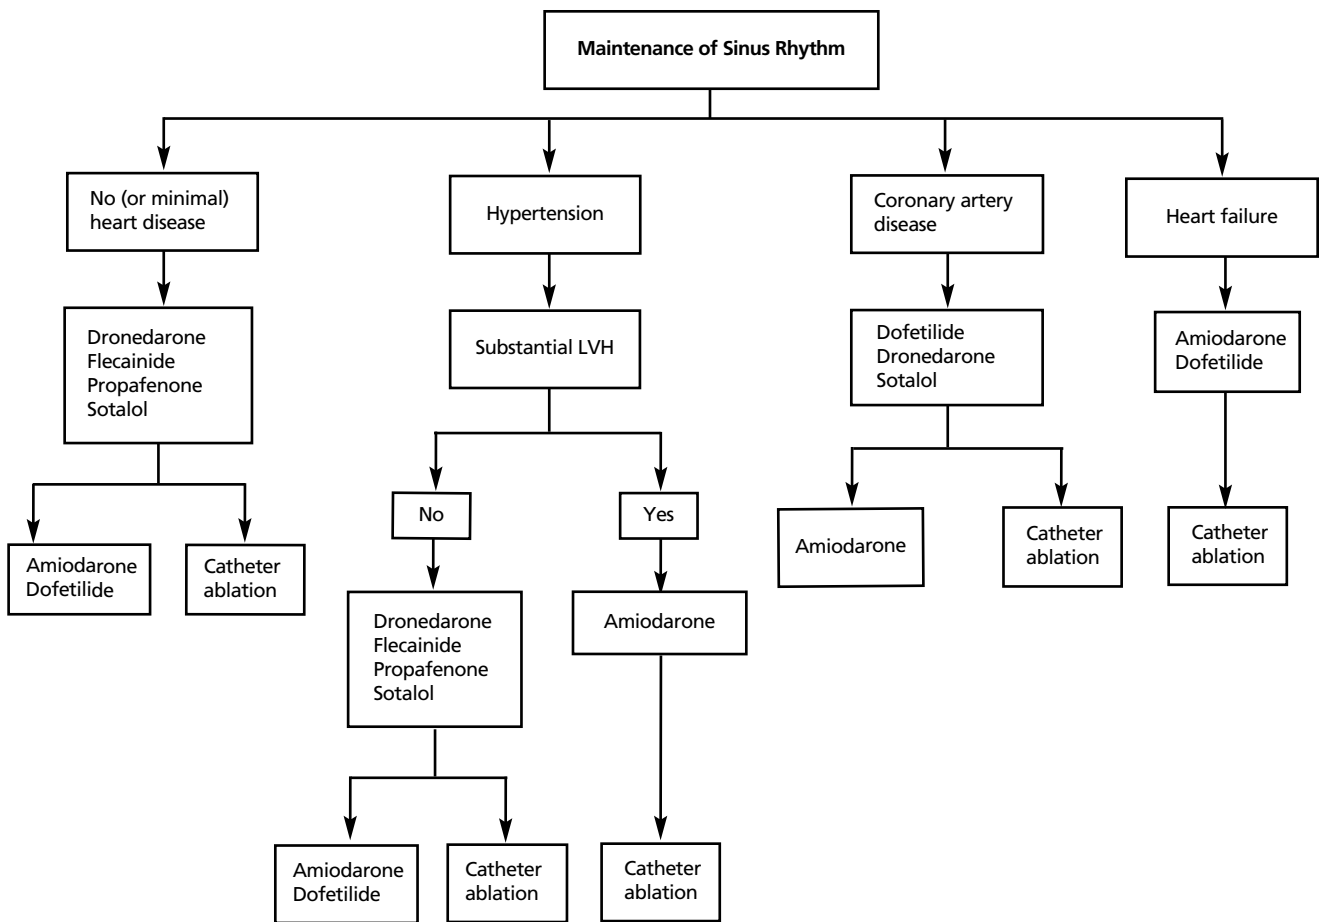 Maintenance of Sinus Rhythm
No (or minimal)
heart disease
Hypertension
Coronary artery
disease
Heart failure
Dronedarone
Flecainide
Propafenone
Sotalol
Substantial LVH
Dofetilide
Dronedarone
Sotalol
Amiodarone
Dofetilide
No
Yes
Amiodarone
Dofetilide
Catheter
ablation
Amiodarone
Catheter
ablation
Catheter
ablation
Dronedarone
Flecainide
Propafenone
Sotalol
Amiodarone
Amiodarone
Dofetilide
Catheter
ablation
Catheter
ablation